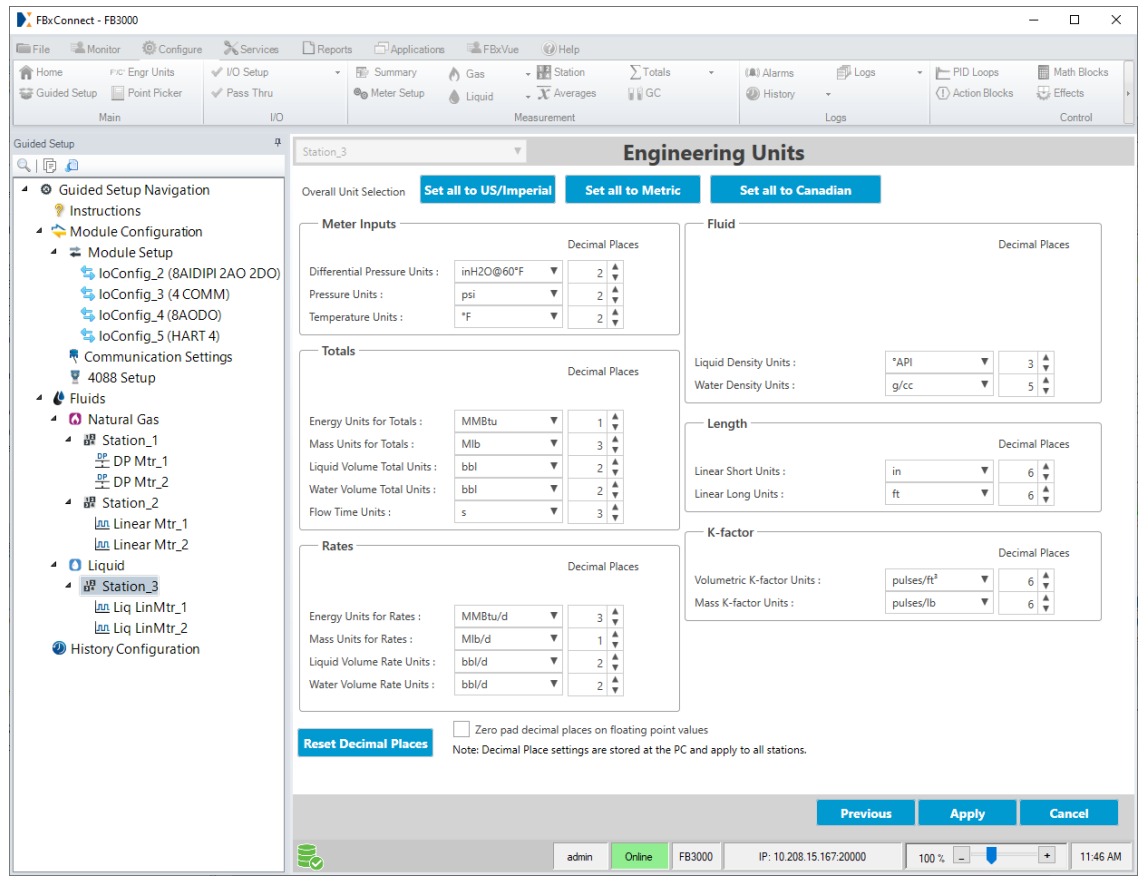 FBxConnect - FB3000
File Monitor Configure Services Reports Applications FBxVue Help
Home Engr Units I/O Setup Summary Gas Station Totals (!) Alarms Logs PID Loops Math Blocks
Guided Setup Point Picker Pass Thru Meter Setup Liquid Averages GC History Action Blocks Effects
Main I/O Measurement Logs Control
Guided Setup
Guided Setup Navigation
Instructions
Module Configuration
Module Setup
IoConfig_2 (8AIDIPI 2AO 2DO)
IoConfig_3 (4 COMM)
IoConfig_4 (8AODO)
IoConfig_5 (HART 4)
Communication Settings
4088 Setup
Fluids
Natural Gas
Station_1
DP Mtr_1
DP Mtr_2
Station_2
Linear Mtr_1
Linear Mtr_2
Liquid
Station_3
Liq LinMtr_1
Liq LinMtr_2
History Configuration
Station_3 Engineering Units
Overall Unit Selection Set all to US/Imperial Set all to Metric Set all to Canadian
Meter Inputs
Decimal Places
Differential Pressure Units : inH2O@60°F 2
Pressure Units : psi 2
Temperature Units : °F 2
Totals
Decimal Places
Energy Units for Totals : MMBtu 1
Mass Units for Totals : Mlb 3
Liquid Volume Total Units : bbl 2
Water Volume Total Units : bbl 2
Flow Time Units : s 3
Rates
Decimal Places
Energy Units for Rates : MMBtu/d 3
Mass Units for Rates : Mlb/d 1
Liquid Volume Rate Units : bbl/d 2
Water Volume Rate Units : bbl/d 2
Fluid
Decimal Places
Liquid Density Units : °API 3
Water Density Units : g/cc 5
Length
Decimal Places
Linear Short Units : in 6
Linear Long Units : ft 6
K-factor
Decimal Places
Volumetric K-factor Units : pulses/ft³ 6
Mass K-factor Units : pulses/lb 6
Reset Decimal Places
Zero pad decimal places on floating point values
Note: Decimal Place settings are stored at the PC and apply to all stations.
Previous Apply Cancel
admin Online FB3000 IP: 10.208.15.167:20000 100 % - + 11:46 AM